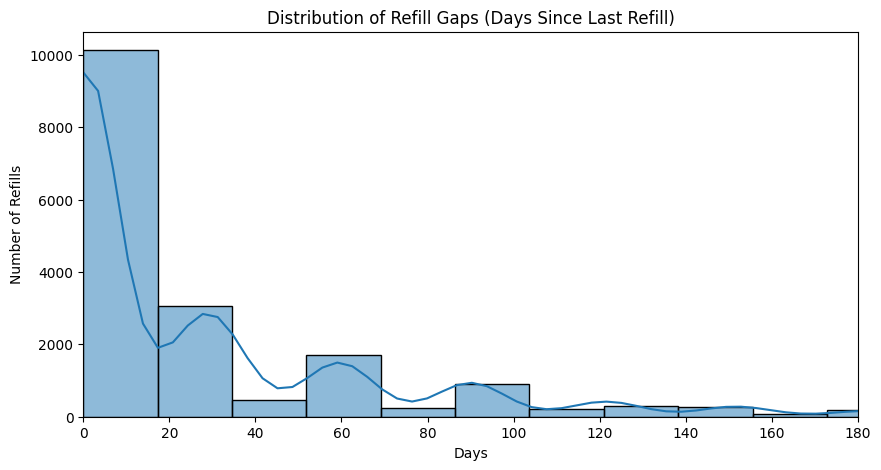 Distribution of Refill Gaps (Days Since Last Refill)
10000
8000
6000
4000
2000
0
Number of Refills
0 20 40 60 80 100 120 140 160 180
Days